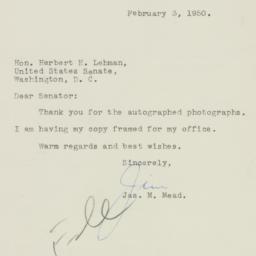 February 3, 1950.
Hon. Herbert H. Lehman,
United States Senate,
Washington, D. C.
Dear Senator:
Thank you for the autographed photographs.
I am having my copy framed for my office.
Warm regards and best wishes.
Sincerely,
Jim
Jas. M. Mead.